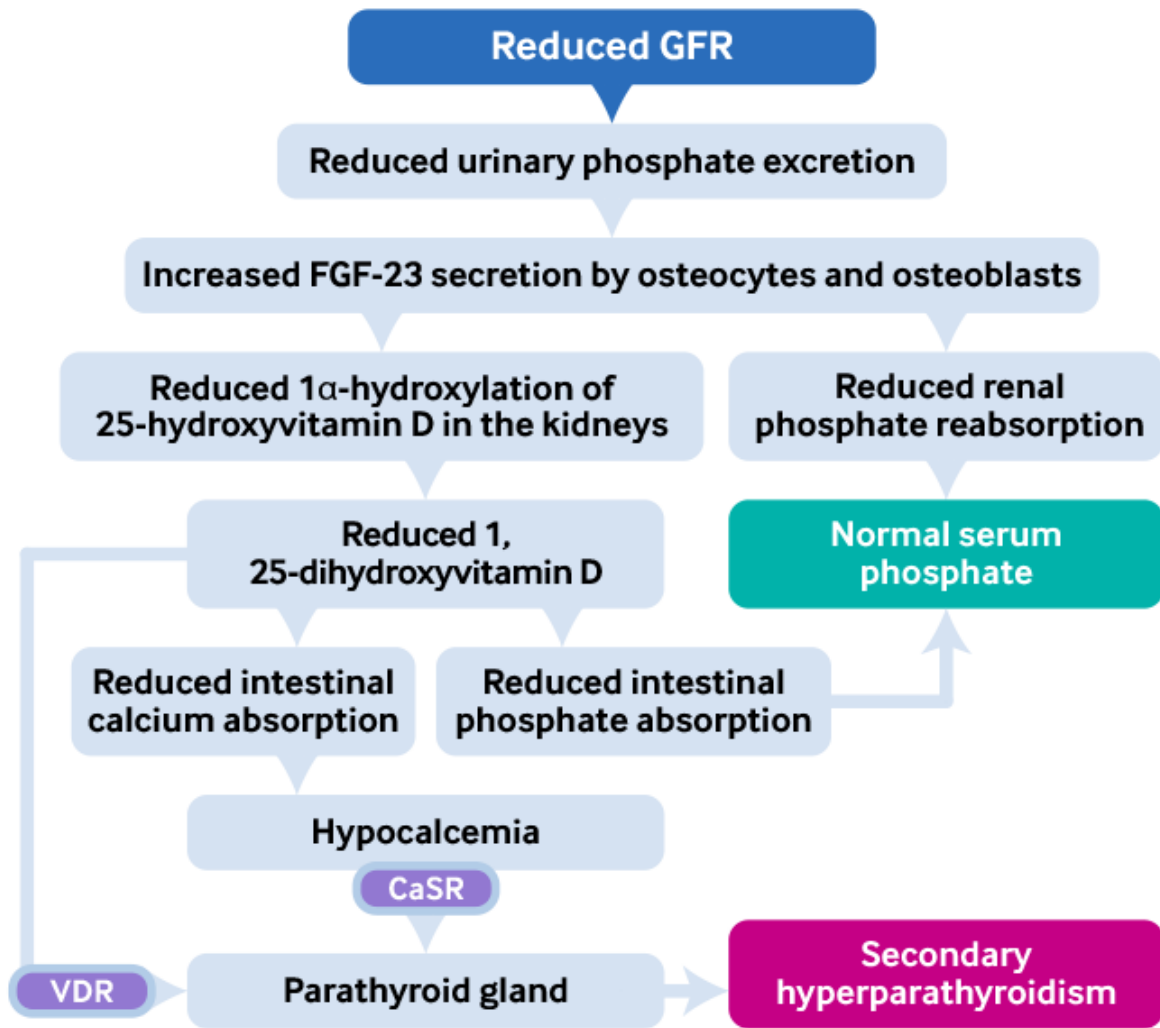 Reduced GFR
Reduced urinary phosphate excretion
Increased FGF-23 secretion by osteocytes and osteoblasts
Reduced 1α-hydroxylation of
25-hydroxyvitamin D in the kidneys
Reduced renal
phosphate reabsorption
Reduced 1,
25-dihydroxyvitamin D
Normal serum
phosphate
Reduced intestinal
calcium absorption
Reduced intestinal
phosphate absorption
Hypocalcemia
CaSR
VDR
Parathyroid gland
Secondary
hyperparathyroidism